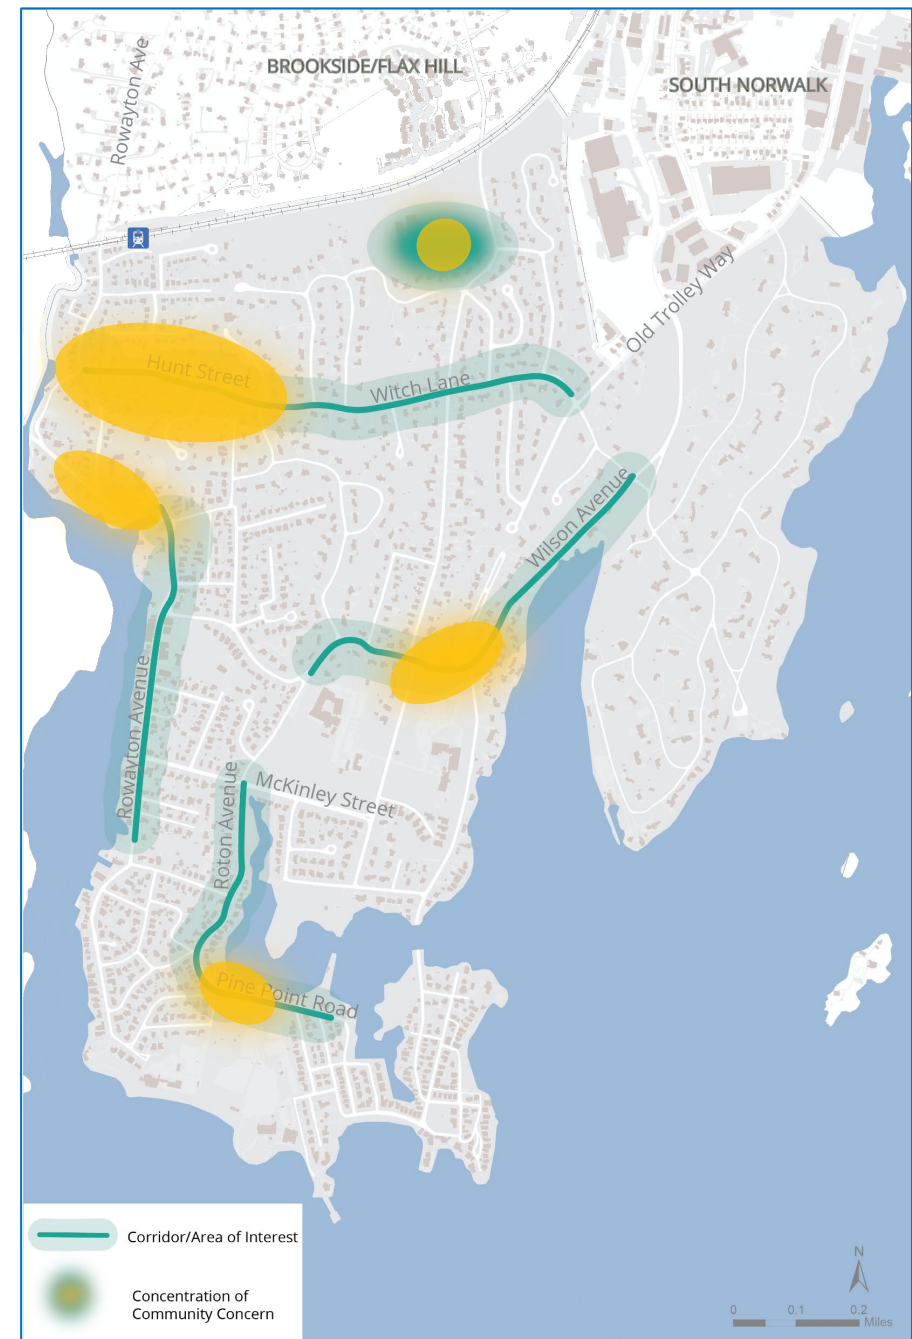 Rowayton Ave
BROOKSIDE/FLAX HILL
SOUTH NORWALK
Old Trolley Way
Hunt Street
Witch Lane
Wilson Avenue
Rowayton Avenue
Roton Avenue
McKinley Street
Pine Point Road
Corridor/Area of Interest
Concentration of
Community Concern
N
0 0.1 0.2
Miles